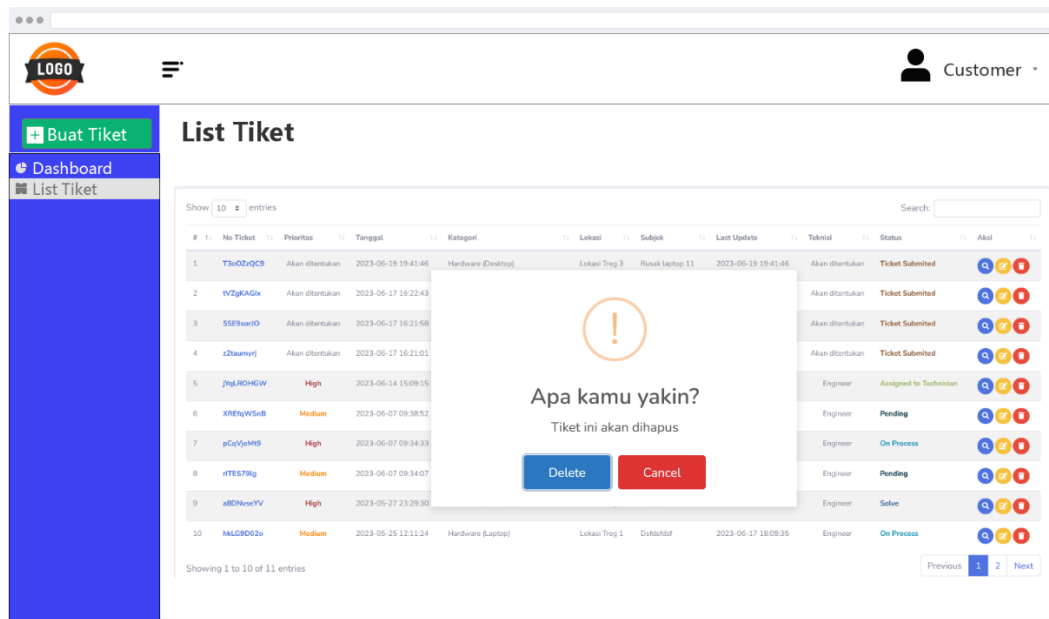 LOGO
Customer
Buat Tiket
Dashboard
List Tiket
List Tiket
Show 10 entries
Search:
# No Ticket Prioritas Tanggal Kategori Lokasi Subjek Last Update Teknisi Status Aksi
1 T3oOZzQC9 Akan ditentukan 2023-06-19 19:41:46 Hardware (Desktop) Lokasi Treg 3 Rusak laptop 11 2023-06-19 19:41:46 Akan ditentukan Ticket Submited
2 tVZgKAGlx Akan ditentukan 2023-06-17 16:22:43 Akan ditentukan Ticket Submited
3 Akan ditentukan 2023-06-17 16:21:58 Akan ditentukan Ticket Submited
4 z2taumyrj Akan ditentukan 2023-06-17 16:21:01 Akan ditentukan Ticket Submited
5 jYqLROHGW High 2023-06-14 15:09:15 Engineer Assigned to Technician
6 XREfqWSnB Medium 2023-06-07 09:38:52 Engineer Pending
7 pCqVjoMt9 High 2023-06-07 09:34:33 Engineer On Process
8 Medium 2023-06-07 09:34:07 Engineer Pending
9 a8DNvseYV High 2023-05-27 23:29:30 Engineer Solve
10 hkLG9D02o Medium 2023-05-25 12:11:24 Hardware (Laptop) Lokasi Treg 1 2023-06-17 18:09:35 Engineer On Process
Apa kamu yakin?
Tiket ini akan dihapus
Delete Cancel
Showing 1 to 10 of 11 entries
Previous 1 2 Next